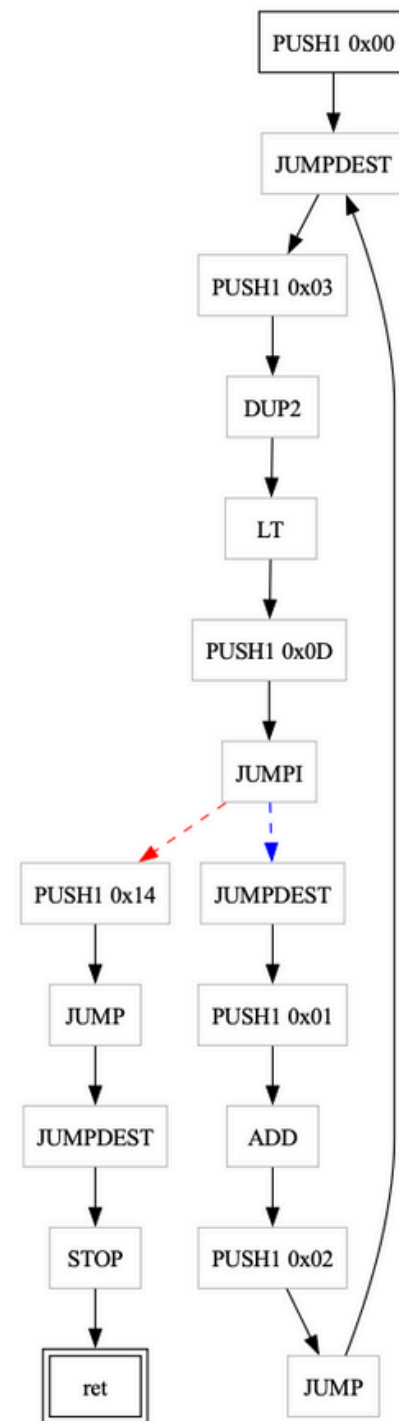 PUSH1 0x00
JUMPDEST
PUSH1 0x03
DUP2
LT
PUSH1 0x0D
JUMPI
PUSH1 0x14
JUMPDEST
JUMP
PUSH1 0x01
JUMPDEST
ADD
STOP
PUSH1 0x02
ret
JUMP